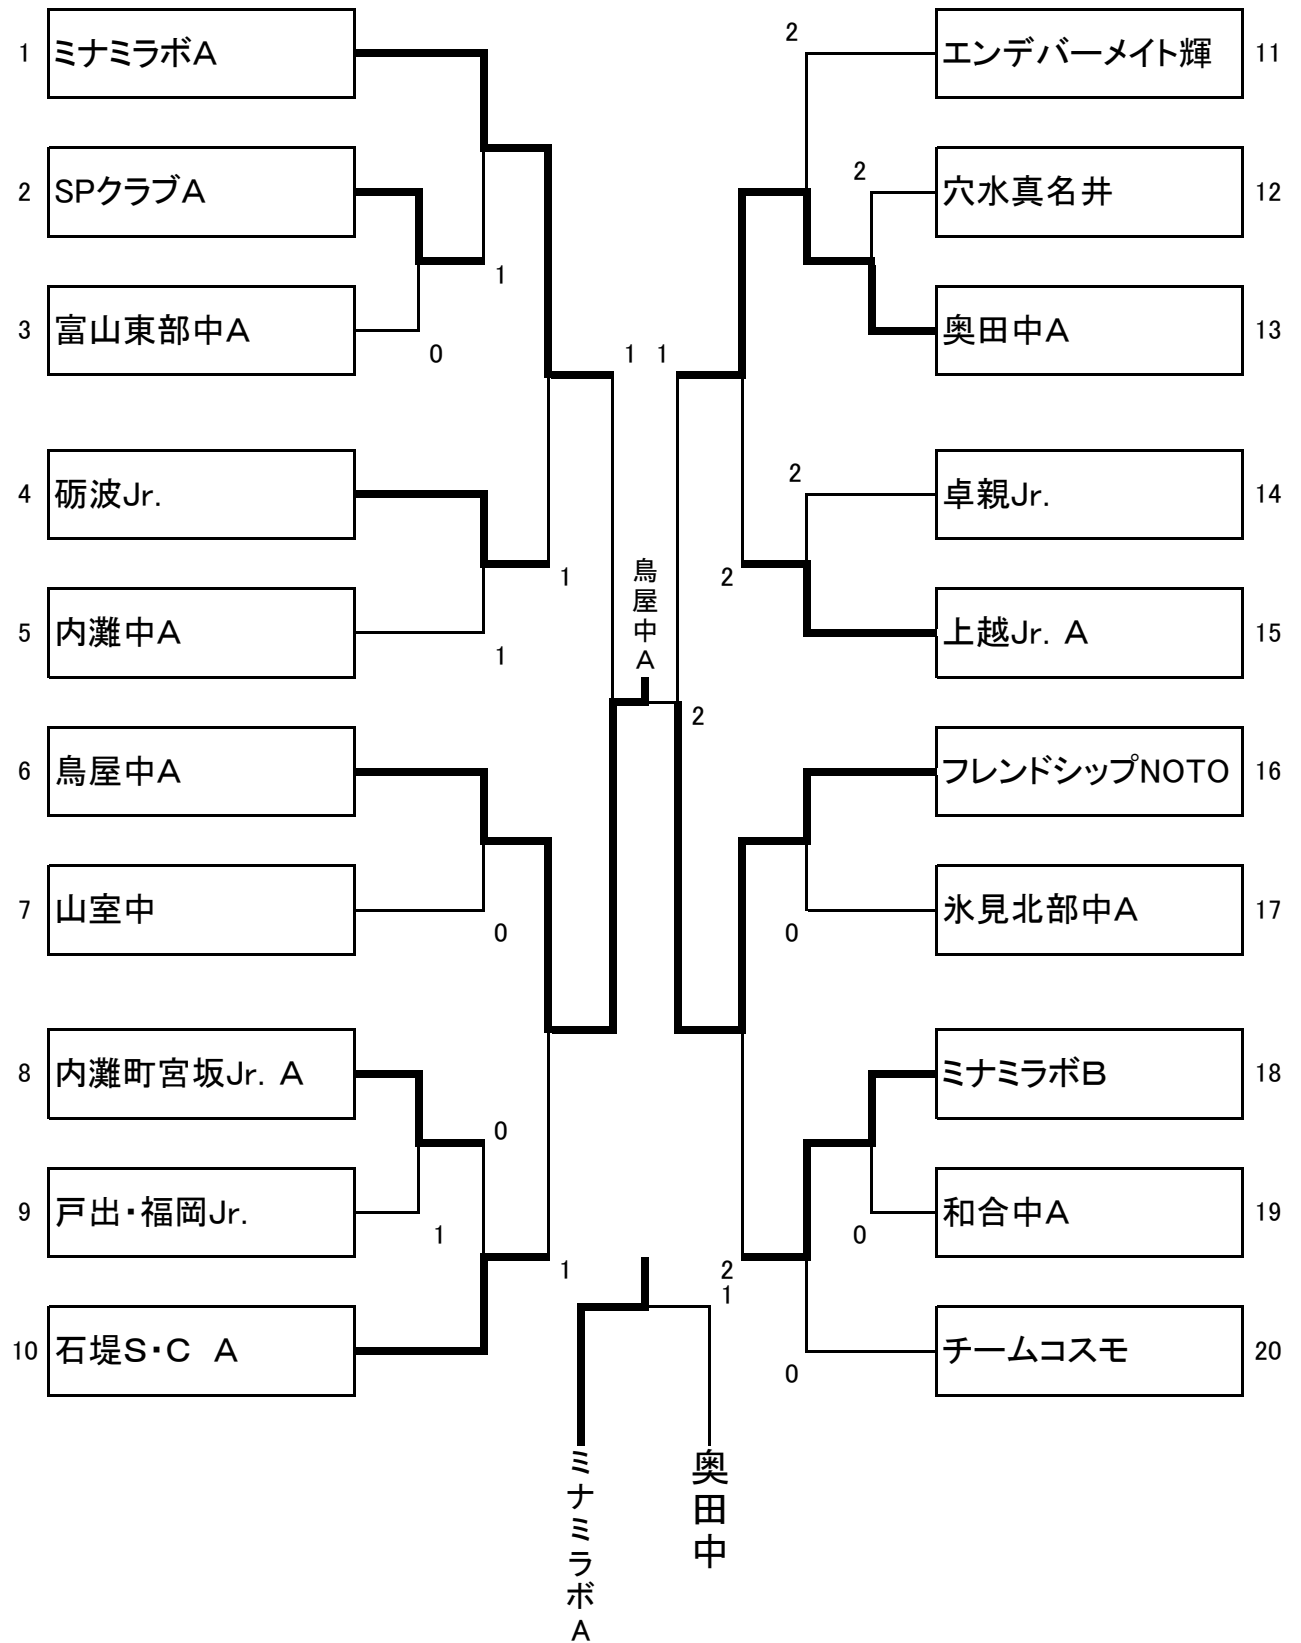 1 ミナミラボA
2 SPクラブA
1
3 富山東部中A
0
4 砺波Jr.
1
5 内灘中A
1
6 鳥屋中A
7 山室中
0
8 内灘町宮坂Jr. A
0
9 戸出・福岡Jr.
1
1
10 石堤S・C A
1 1
鳥屋中A
2
2
エンデバーメイト輝 11
2
穴水真名井 12
奥田中A 13
2
卓親Jr. 14
2
上越Jr. A 15
フレンドシップNOTO 16
氷見北部中A 17
0
ミナミラボB 18
和合中A 19
0
2
1
チームコスモ 20
0
ミナミラボA
奥田中